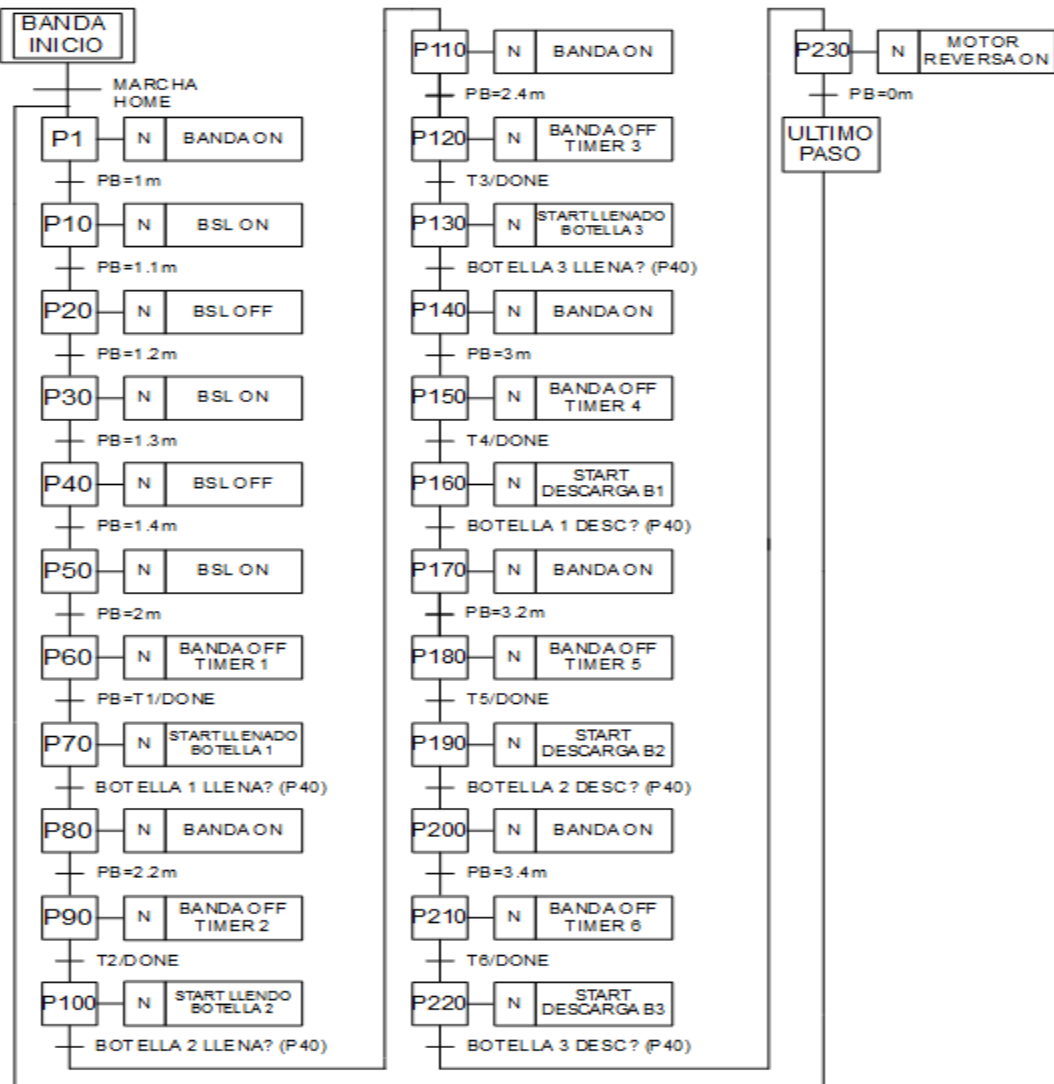 BANDA
INICIO
MARCHA
HOME
P1 N BANDA ON
PB=1m
P10 N BSL ON
PB=1.1m
P20 N BSL OFF
PB=1.2m
P30 N BSL ON
PB=1.3m
P40 N BSL OFF
PB=1.4m
P50 N BSL ON
PB=2m
P60 N BANDA OFF
TIMER 1
PB=T1/DONE
P70 N START LLENADO
BOTELLA 1
BOTELLA 1 LLENA? (P40)
P80 N BANDA ON
PB=2.2m
P90 N BANDA OFF
TIMER 2
T2/DONE
P100 N START LLENDO
BOTELLA 2
BOTELLA 2 LLENA? (P40)
P110 N BANDA ON
PB=2.4m
P120 N BANDA OFF
TIMER 3
T3/DONE
P130 N START LLENADO
BOTELLA 3
BOTELLA 3 LLENA? (P40)
P140 N BANDA ON
PB=3m
P150 N BANDA OFF
TIMER 4
T4/DONE
P160 N START
DESCARGA B1
BOTELLA 1 DESC? (P40)
P170 N BANDA ON
PB=3.2m
P180 N BANDA OFF
TIMER 5
T5/DONE
P190 N START
DESCARGA B2
BOTELLA 2 DESC? (P40)
P200 N BANDA ON
PB=3.4m
P210 N BANDA OFF
TIMER 6
T6/DONE
P220 N START
DESCARGA B3
BOTELLA 3 DESC? (P40)
P230 N MOTOR
REVERSA ON
PB=0m
ULTIMO
PASO